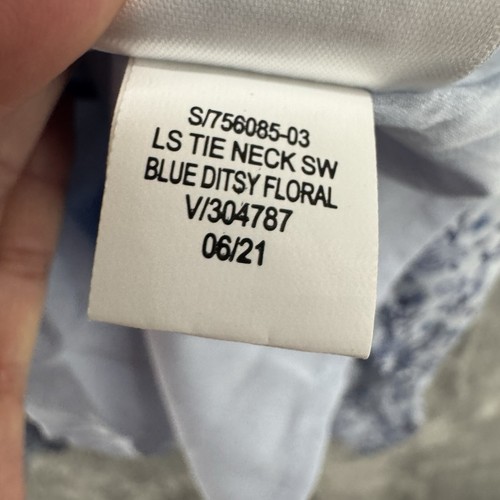 S/756085-03
LS TIE NECK SW
BLUE DITSY FLORAL
V/304787
06/21